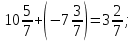 10 5/7 + (−7 3/7) = 3 2/7;